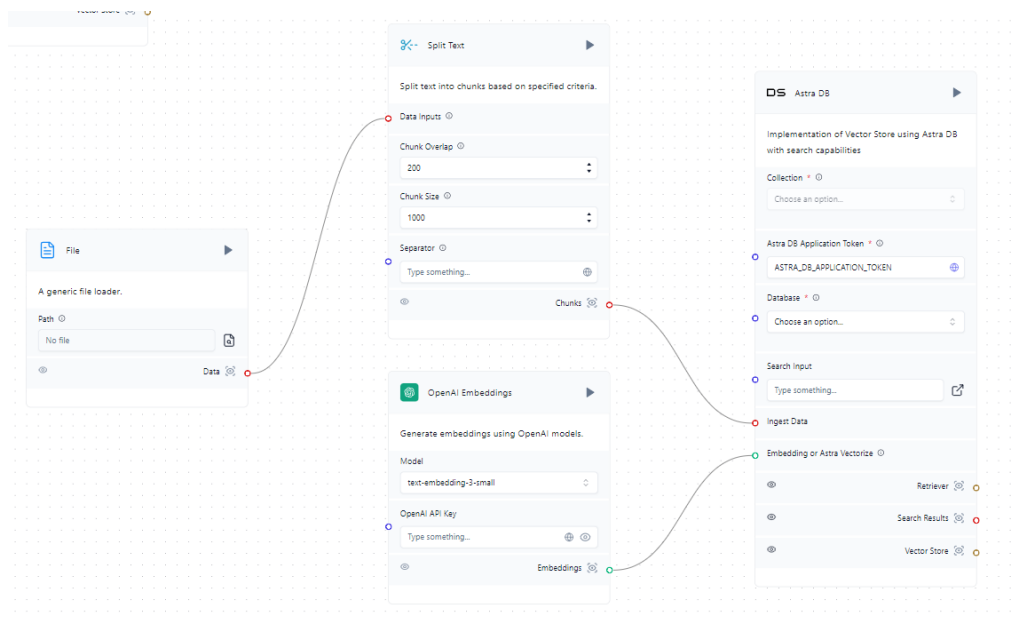 Vector Store
Split Text
Split text into chunks based on specified criteria.
Data Inputs
Chunk Overlap
200
Chunk Size
1000
Separator
Type something...
Chunks
File
A generic file loader.
Path
No file
Data
OpenAI Embeddings
Generate embeddings using OpenAI models.
Model
text-embedding-3-small
OpenAI API Key
Type something...
Embeddings
DS Astra DB
Implementation of Vector Store using Astra DB
with search capabilities
Collection *
Choose an option...
Astra DB Application Token *
ASTRA_DB_APPLICATION_TOKEN
Database *
Choose an option...
Search Input
Type something...
Ingest Data
Embedding or Astra Vectorize
Retriever
Search Results
Vector Store